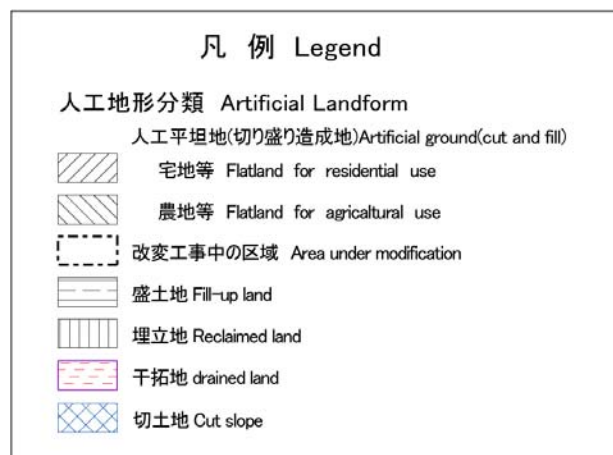 凡 例 Legend
人工地形分類 Artificial Landform
人工平坦地(切り盛り造成地)Artificial ground(cut and fill)
宅地等 Flatland for residential use
農地等 Flatland for agricaltural use
改変工事中の区域 Area under modification
盛土地 Fill-up land
埋立地 Reclaimed land
干拓地 drained land
切土地 Cut slope